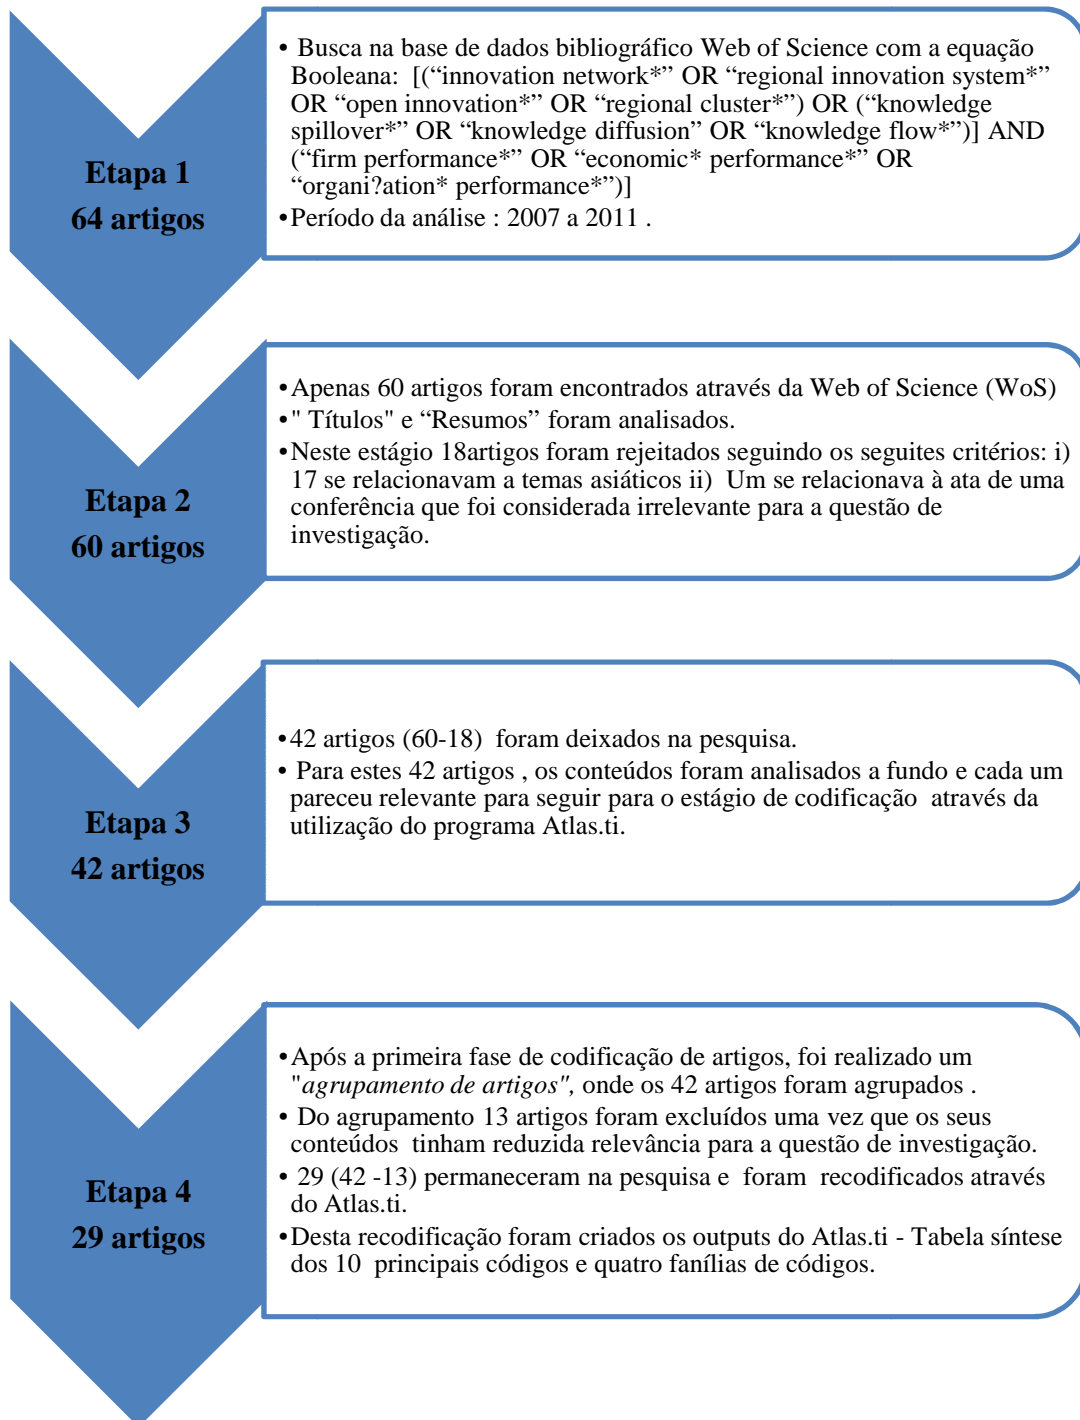 Etapa 1
64 artigos
• Busca na base de dados bibliográfico Web of Science com a equação
Booleana: [(“innovation network*” OR “regional innovation system*”
OR “open innovation*” OR “regional cluster*”) OR (“knowledge
spillover*” OR “knowledge diffusion” OR “knowledge flow*”)] AND
(“firm performance*” OR “economic* performance*” OR
“organi?ation* performance*”)]
•Período da análise : 2007 a 2011 .
Etapa 2
60 artigos
•Apenas 60 artigos foram encontrados através da Web of Science (WoS)
•" Títulos" e “Resumos” foram analisados.
•Neste estágio 18artigos foram rejeitados seguindo os seguites critérios: i)
17 se relacionavam a temas asiáticos ii) Um se relacionava à ata de uma
conferência que foi considerada irrelevante para a questão de
investigação.
Etapa 3
42 artigos
•42 artigos (60-18) foram deixados na pesquisa.
• Para estes 42 artigos , os conteúdos foram analisados a fundo e cada um
pareceu relevante para seguir para o estágio de codificação através da
utilização do programa Atlas.ti.
Etapa 4
29 artigos
•Após a primeira fase de codificação de artigos, foi realizado um
"agrupamento de artigos", onde os 42 artigos foram agrupados .
• Do agrupamento 13 artigos foram excluídos uma vez que os seus
conteúdos tinham reduzida relevância para a questão de investigação.
• 29 (42 -13) permaneceram na pesquisa e foram recodificados através
do Atlas.ti.
•Desta recodificação foram criados os outputs do Atlas.ti - Tabela síntese
dos 10 principais códigos e quatro fanílias de códigos.